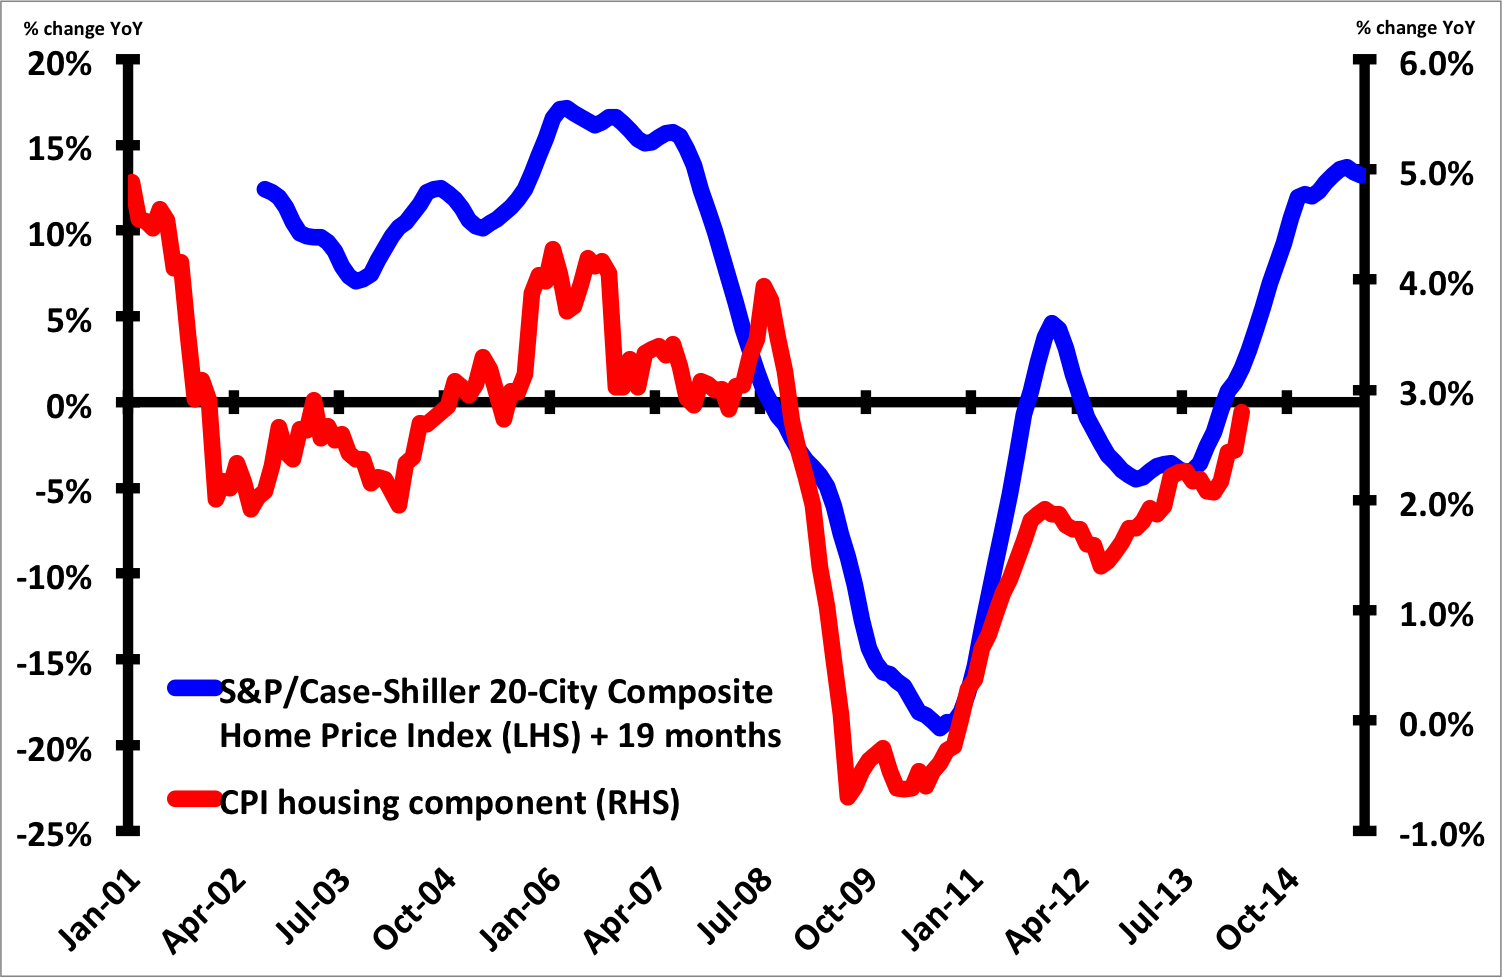 % change YoY
% change YoY
20%
15%
10%
5%
0%
-5%
-10%
-15%
-20%
-25%
6.0%
5.0%
4.0%
3.0%
2.0%
1.0%
0.0%
-1.0%
S&P/Case-Shiller 20-City Composite
Home Price Index (LHS) + 19 months
CPI housing component (RHS)
Jan-01
Apr-02
Jul-03
Oct-04
Jan-06
Apr-07
Jul-08
Oct-09
Jan-11
Apr-12
Jul-13
Oct-14